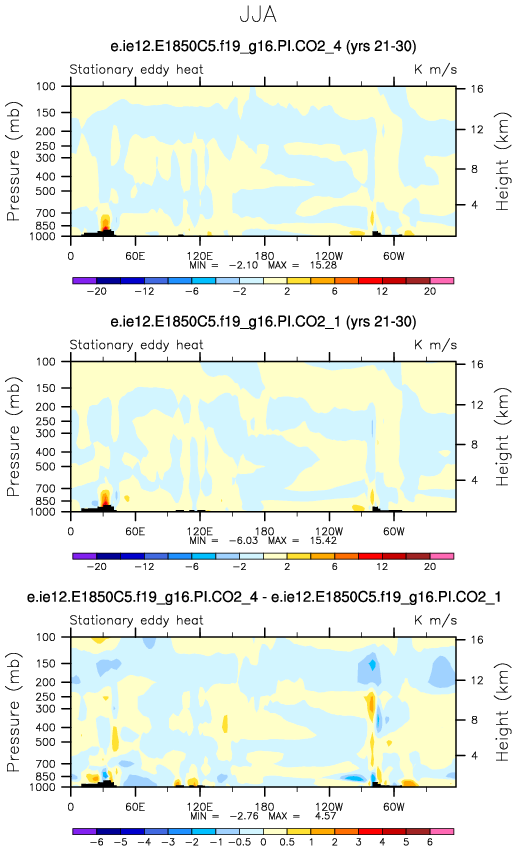 JJA
e.ie12.E1850C5.f19_g16.PI.CO2_4 (yrs 21-30)
Stationary eddy heat K m/s
Pressure (mb)
100
150
200
250
300
400
500
700
850
1000
16
12
8
4
Height (km)
0 60E 120E 180 120W 60W
MIN = -2.10 MAX = 15.28
-20 -12 -6 -2 2 6 12 20
e.ie12.E1850C5.f19_g16.PI.CO2_1 (yrs 21-30)
Stationary eddy heat K m/s
Pressure (mb)
100
150
200
250
300
400
500
700
850
1000
16
12
8
4
Height (km)
0 60E 120E 180 120W 60W
MIN = -6.03 MAX = 15.42
-20 -12 -6 -2 2 6 12 20
e.ie12.E1850C5.f19_g16.PI.CO2_4 - e.ie12.E1850C5.f19_g16.PI.CO2_1
Stationary eddy heat K m/s
Pressure (mb)
100
150
200
250
300
400
500
700
850
1000
16
12
8
4
Height (km)
0 60E 120E 180 120W 60W
MIN = -2.76 MAX = 4.57
-6 -5 -4 -3 -2 -1 -0.5 0 0.5 1 2 3 4 5 6